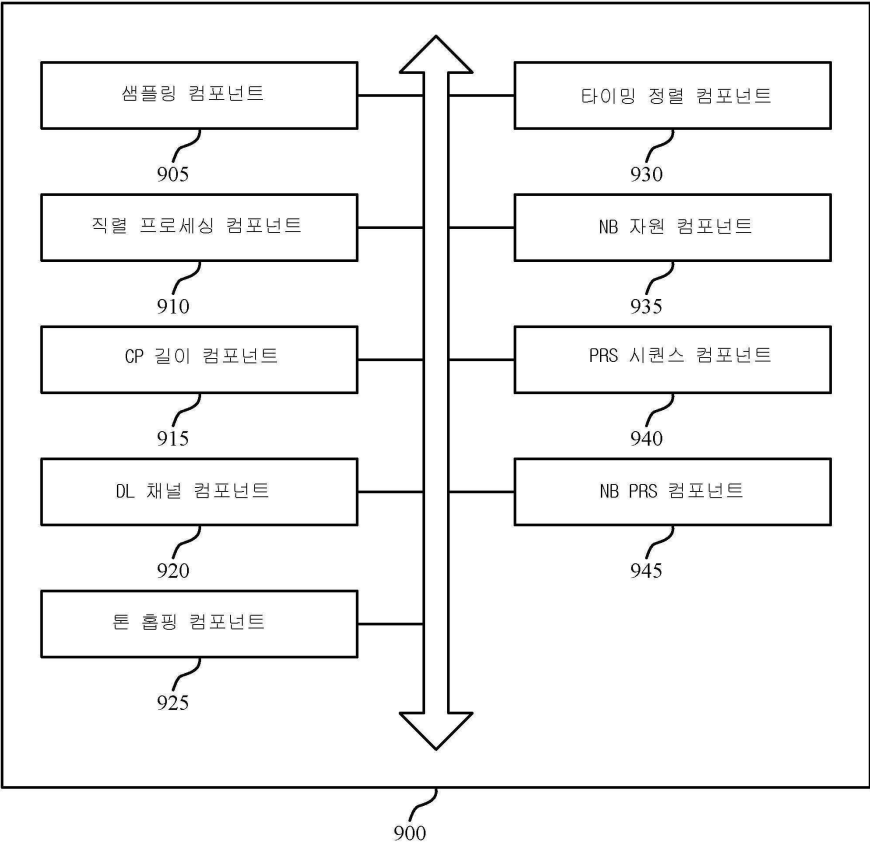 샘플링 컴포넌트
905
직렬 프로세싱 컴포넌트
910
CP 길이 컴포넌트
915
DL 채널 컴포넌트
920
톤 홉핑 컴포넌트
925
타이밍 정렬 컴포넌트
930
NB 자원 컴포넌트
935
PRS 시퀀스 컴포넌트
940
NB PRS 컴포넌트
945
900